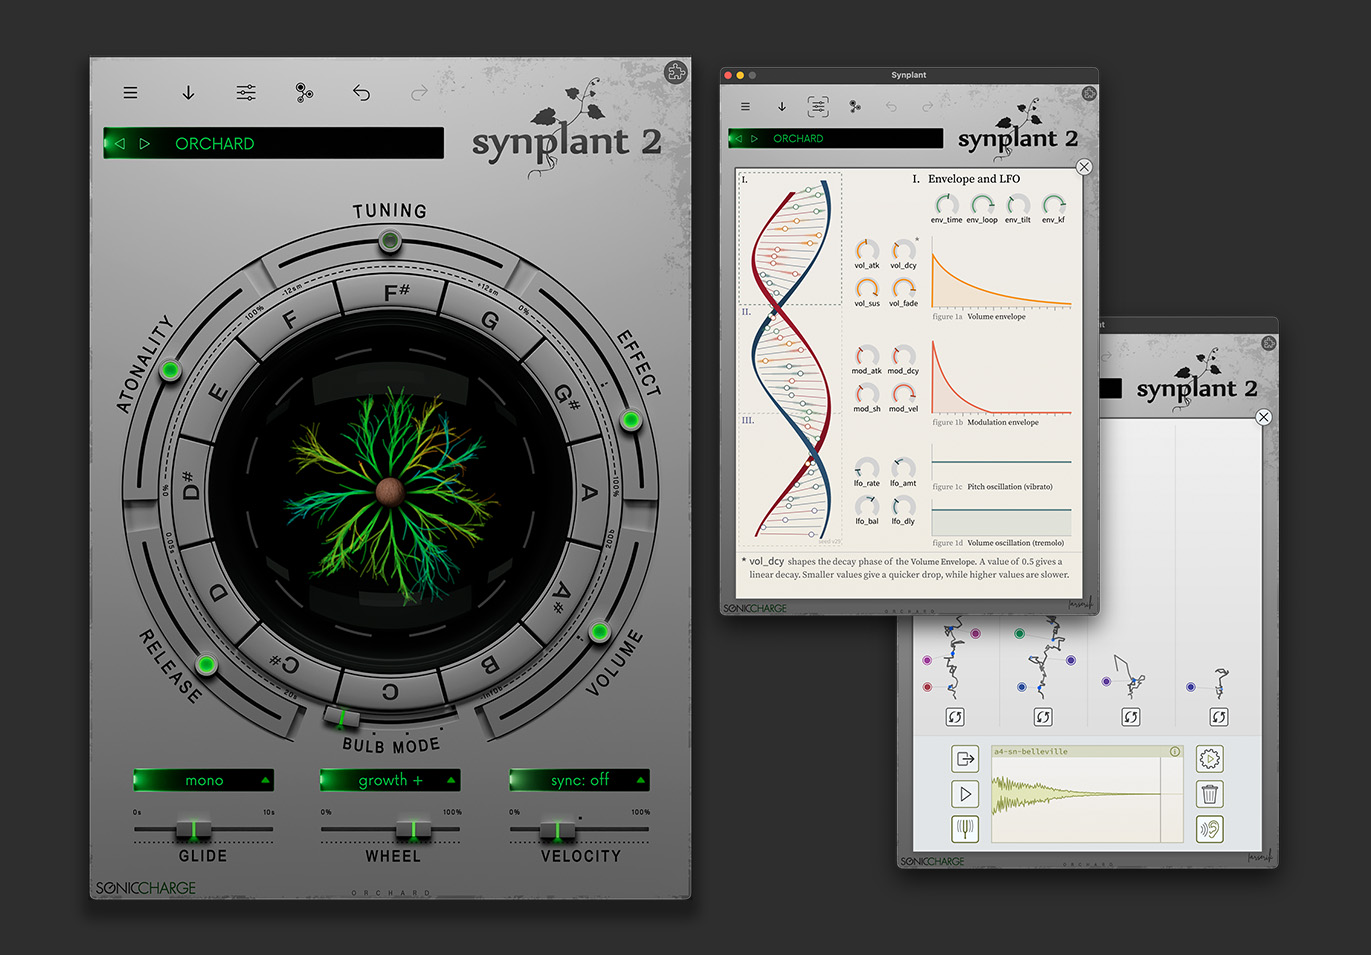 ORCHARD
synplant 2
TUNING
-12sm
+12sm
ATONALITY
100%
0%
EFFECT
0%
100%
F#
G
G#
A
A#
B
C
C#
D
D#
E
F
RELEASE
0.05s
20s
VOLUME
20db
-infdb
BULB MODE
mono
growth +
sync: off
0s
10s
0%
100%
0%
100%
GLIDE
WHEEL
VELOCITY
SONICCHARGE
ORCHARD
Synplant
ORCHARD
synplant 2
I.
II.
III.
I. Envelope and LFO
env_time env_loop env_tilt env_kf
vol_atk vol_dcy *
vol_sus vol_fade
figure 1a Volume envelope
mod_atk mod_dcy
mod_sh mod_vel
figure 1b Modulation envelope
lfo_rate lfo_amt
figure 1c Pitch oscillation (vibrato)
lfo_bal lfo_dly
figure 1d Volume oscillation (tremolo)
* vol_dcy shapes the decay phase of the Volume Envelope. A value of 0.5 gives a
linear decay. Smaller values give a quicker drop, while higher values are slower.
SONICCHARGE
ORCHARD
nt
synplant 2
a4-sn-belleville
SONICCHARGE
ORCHARD